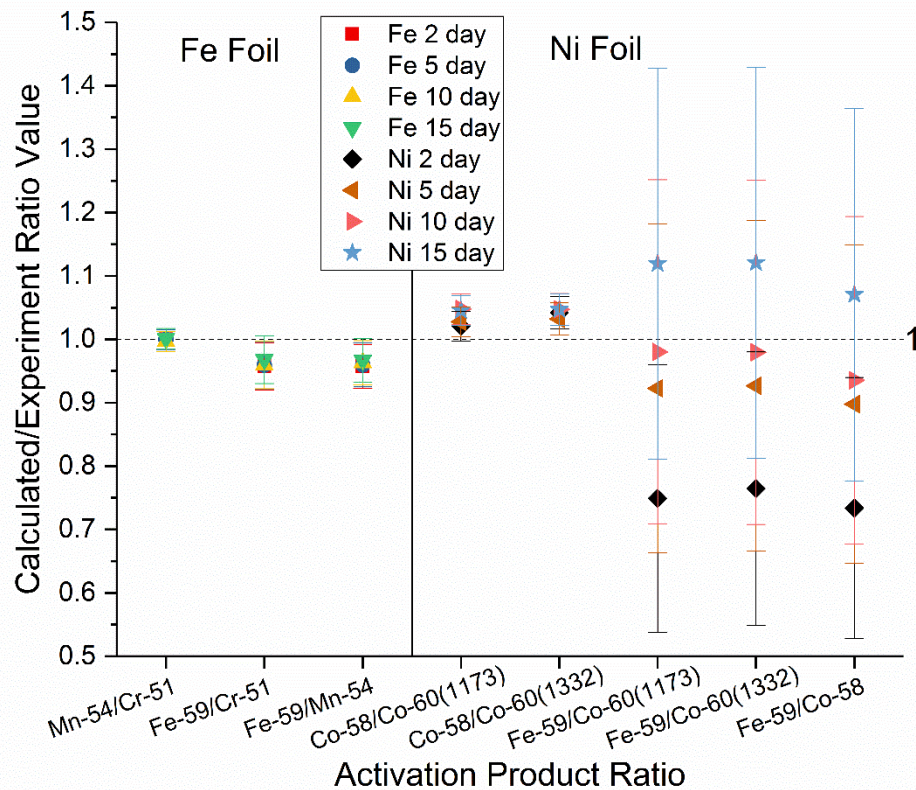 Fe Foil
Ni Foil
Fe 2 day
Fe 5 day
Fe 10 day
Fe 15 day
Ni 2 day
Ni 5 day
Ni 10 day
Ni 15 day
Calculated/Experiment Ratio Value
1.5
1.4
1.3
1.2
1.1
1.0
0.9
0.8
0.7
0.6
0.5
1
Mn-54/Cr-51
Fe-59/Cr-51
Fe-59/Mn-54
Co-58/Co-60(1173)
Co-58/Co-60(1332)
Fe-59/Co-60(1173)
Fe-59/Co-60(1332)
Fe-59/Co-58
Activation Product Ratio